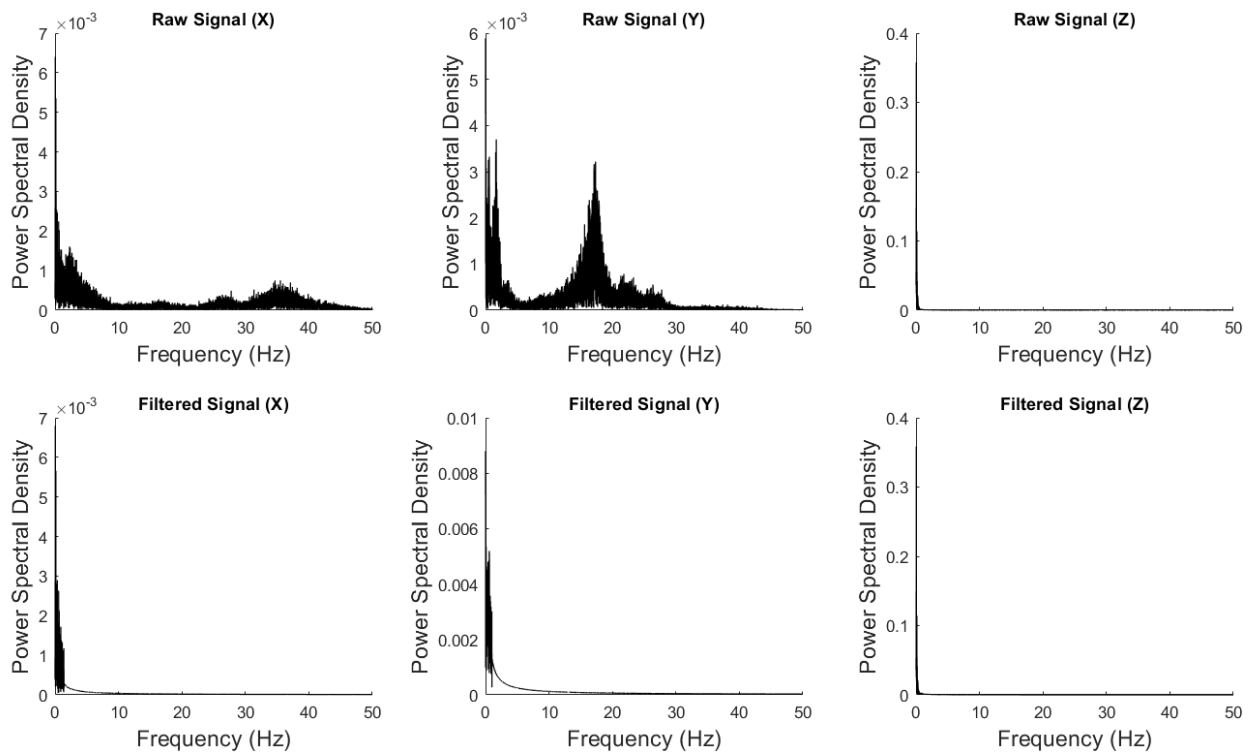 Raw Signal (X)
×10-3
7
6
5
4
3
2
1
0
Power Spectral Density
0 10 20 30 40 50
Frequency (Hz)
Raw Signal (Y)
×10-3
6
5
4
3
2
1
0
Power Spectral Density
0 10 20 30 40 50
Frequency (Hz)
Raw Signal (Z)
0.4
0.3
0.2
0.1
0
Power Spectral Density
0 10 20 30 40 50
Frequency (Hz)
Filtered Signal (X)
×10-3
7
6
5
4
3
2
1
0
Power Spectral Density
0 10 20 30 40 50
Frequency (Hz)
Filtered Signal (Y)
0.01
0.008
0.006
0.004
0.002
0
Power Spectral Density
0 10 20 30 40 50
Frequency (Hz)
Filtered Signal (Z)
0.4
0.3
0.2
0.1
0
Power Spectral Density
0 10 20 30 40 50
Frequency (Hz)